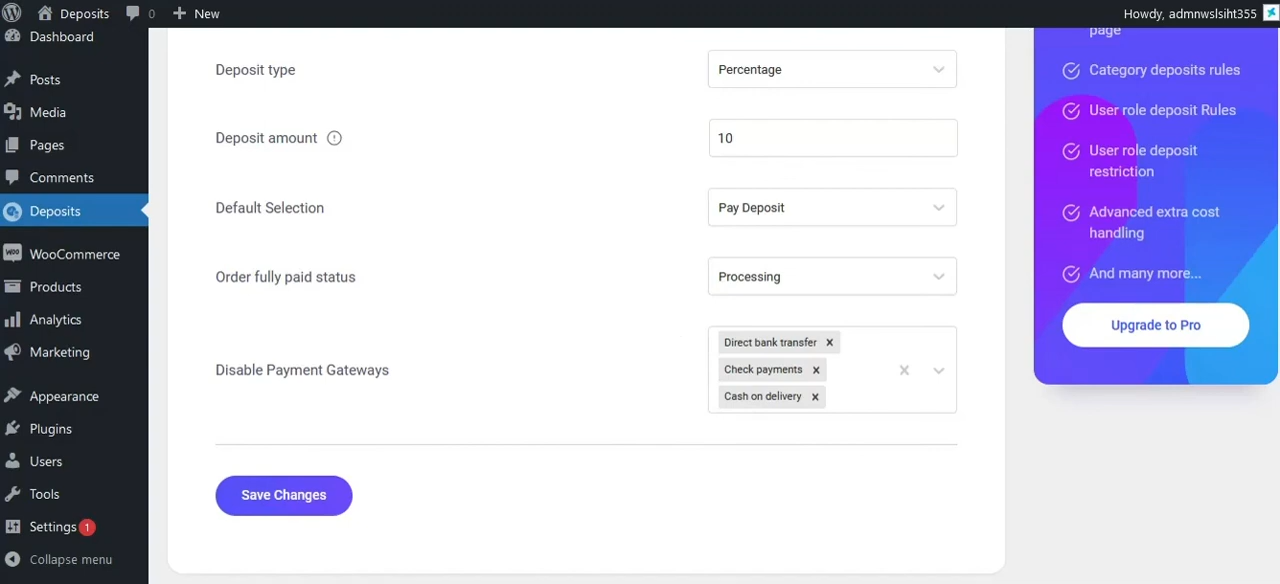 Deposits
0
New
Howdy, admnwslsiht355
Dashboard
Posts
Media
Pages
Comments
Deposits
WooCommerce
Products
Analytics
Marketing
Appearance
Plugins
Users
Tools
Settings 1
Collapse menu
Deposit type
Percentage
Deposit amount
10
Default Selection
Pay Deposit
Order fully paid status
Processing
Disable Payment Gateways
Direct bank transfer x
Check payments x
Cash on delivery x
Save Changes
page
Category deposits rules
User role deposit Rules
User role deposit
restriction
Advanced extra cost
handling
And many more...
Upgrade to Pro